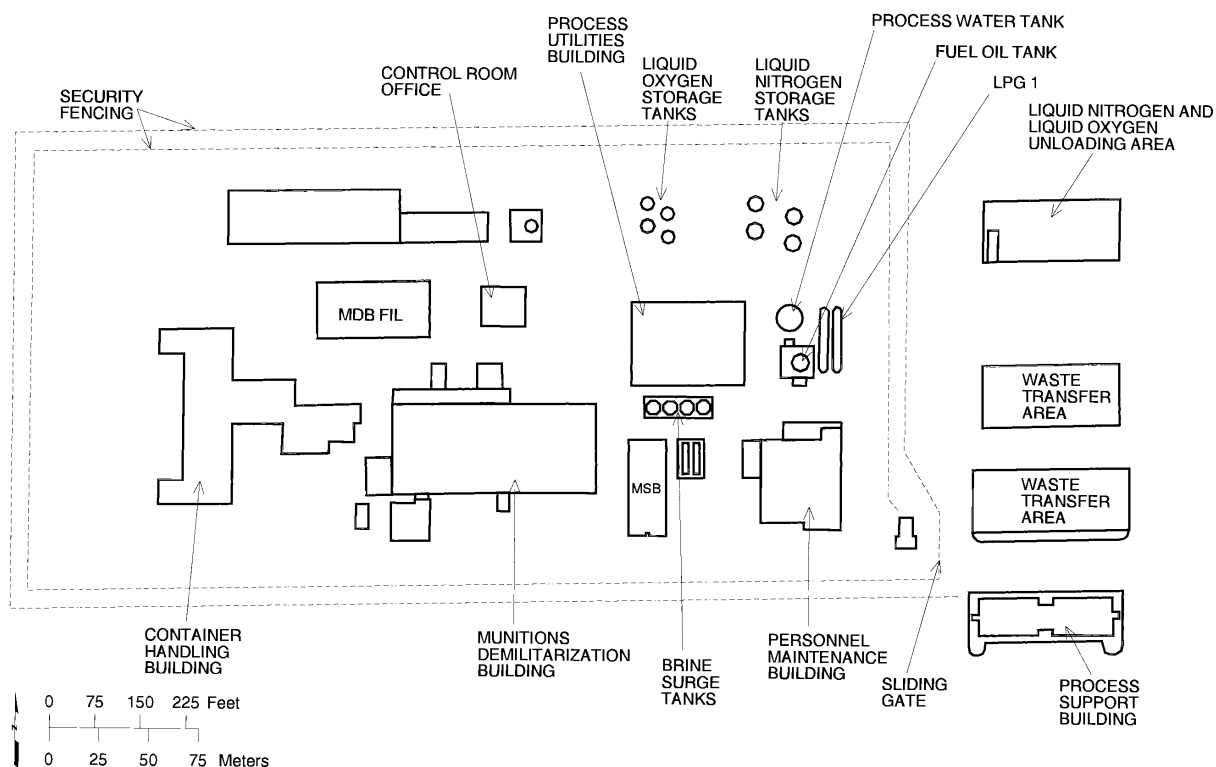 PROCESS
UTILITIES
BUILDING
PROCESS WATER TANK
FUEL OIL TANK
LPG 1
LIQUID
OXYGEN
STORAGE
TANKS
LIQUID
NITROGEN
STORAGE
TANKS
CONTROL ROOM
OFFICE
SECURITY
FENCING
LIQUID NITROGEN AND
LIQUID OXYGEN
UNLOADING AREA
MDB FIL
WASTE
TRANSFER
AREA
MSB
WASTE
TRANSFER
AREA
CONTAINER
HANDLING
BUILDING
MUNITIONS
DEMILITARIZATION
BUILDING
BRINE
SURGE
TANKS
PERSONNEL
MAINTENANCE
BUILDING
SLIDING
GATE
PROCESS
SUPPORT
BUILDING
0 75 150 225 Feet
N
0 25 50 75 Meters